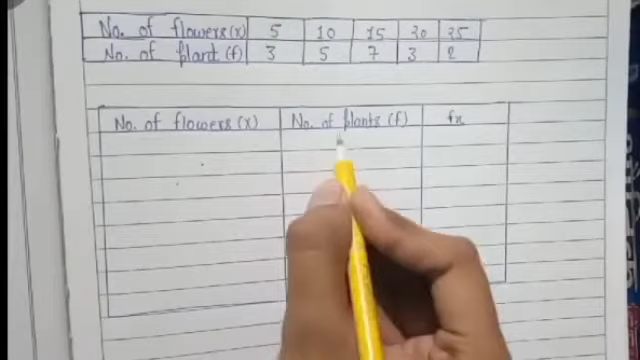 No. of flowers(x) 5 10 15 20 25
No. of plant (f) 3 5 7 3 2
No. of flowers (x) No. of plants (f) fx